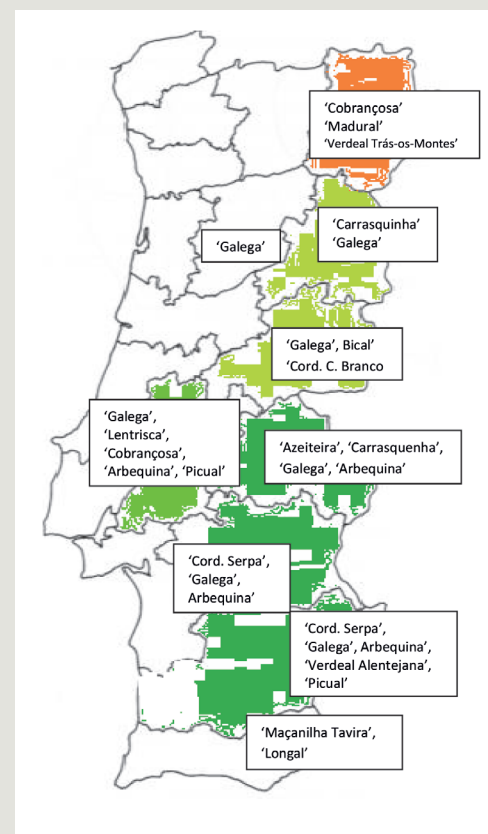 ‘Cobrançosa’
‘Madural’
‘Verdeal Trás-os-Montes’
‘Carrasquinha’
‘Galega’
‘Galega’
‘Galega’, Bical’
‘Cord. C. Branco
‘Galega’,
‘Lentrisca’,
‘Cobrançosa’,
‘Arbequina’, ‘Picual’
‘Azeiteira’, ‘Carrasquenha’,
‘Galega’, ‘Arbequina’
‘Cord. Serpa’,
‘Galega’,
Arbequina’
‘Cord. Serpa’,
‘Galega’, Arbequina’,
‘Verdeal Alentejana’,
‘Picual’
‘Maçanilha Tavira’,
‘Longal’